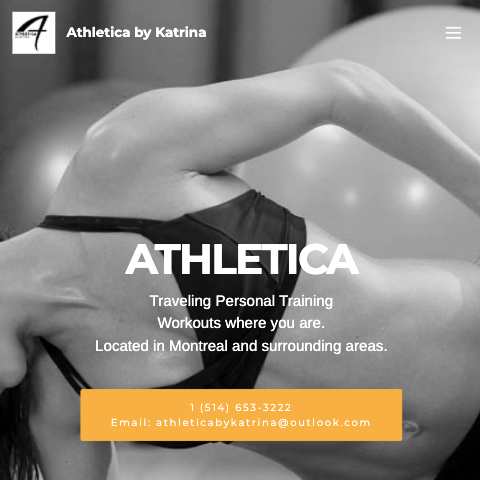 Athletica by Katrina
ATHLETICA
Traveling Personal Training
Workouts where you are.
Located in Montreal and surrounding areas.
1 (514) 653-3222
Email: athleticabykatrina@outlook.com